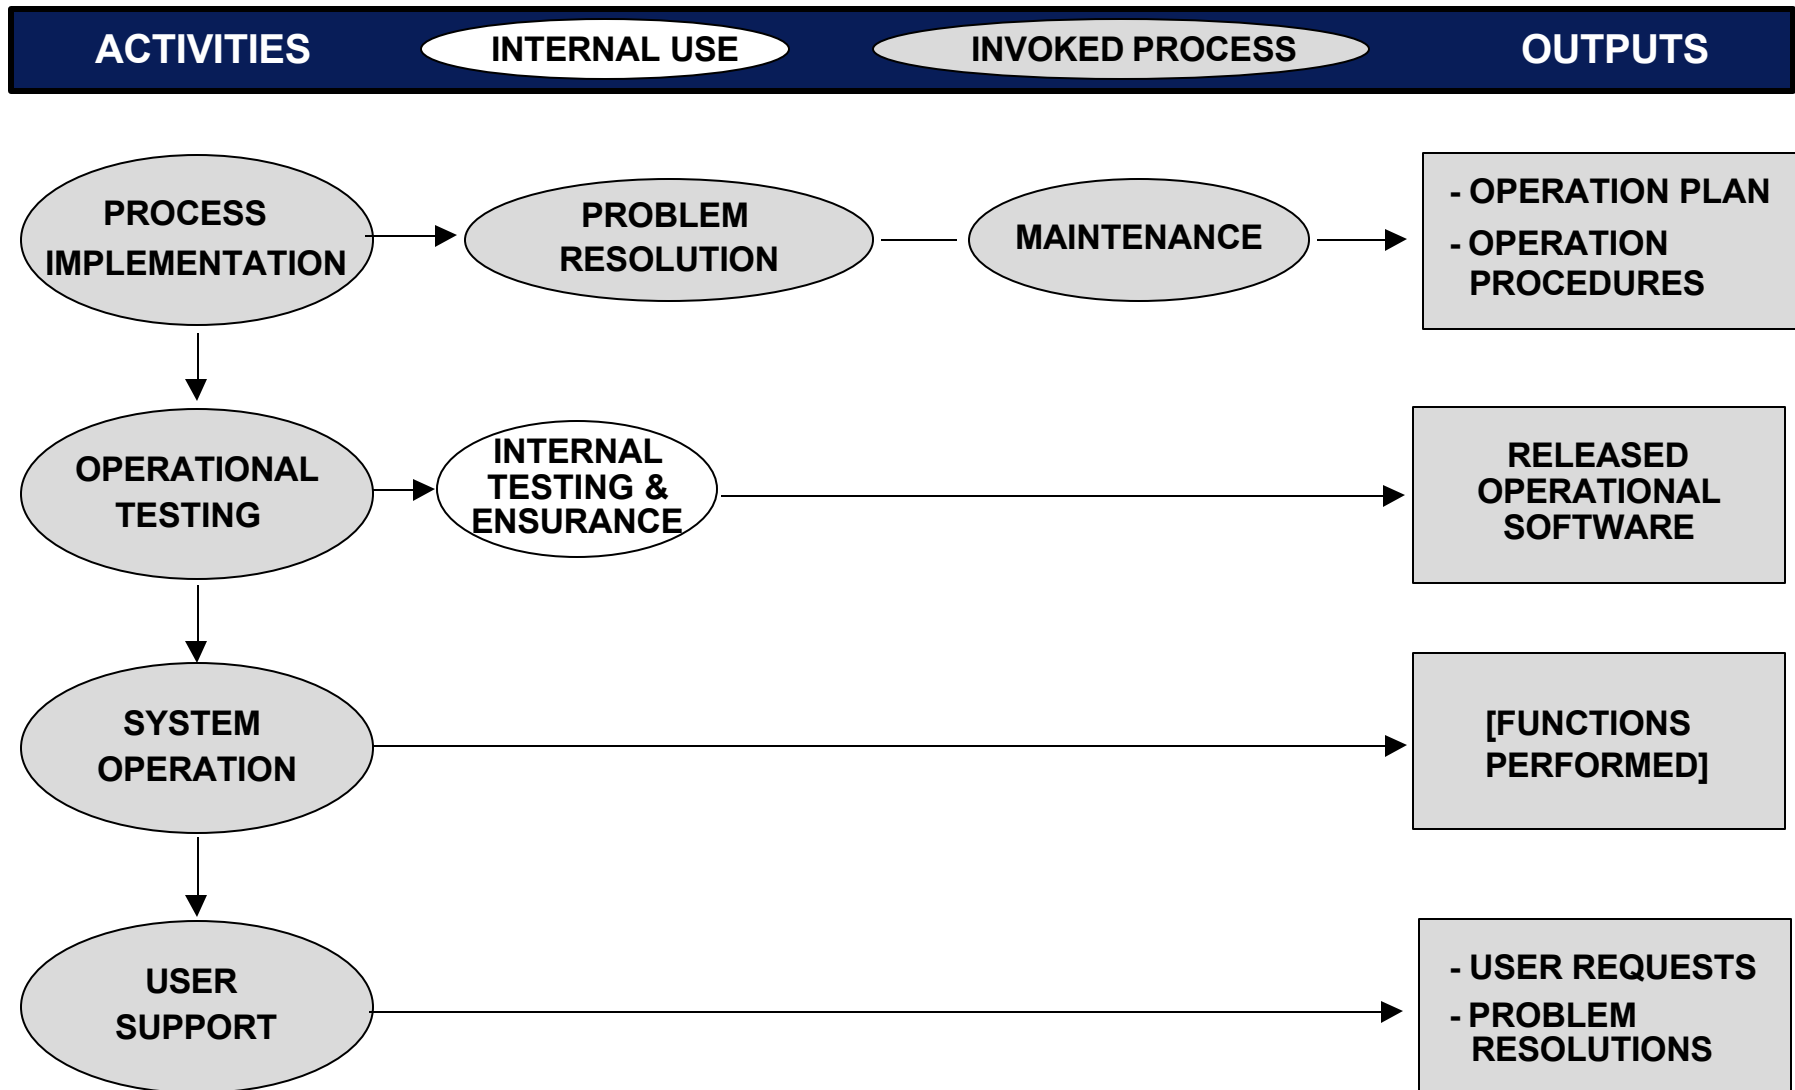 ACTIVITIES
INTERNAL USE
INVOKED PROCESS
OUTPUTS
PROCESS
IMPLEMENTATION
PROBLEM
RESOLUTION
MAINTENANCE
- OPERATION PLAN
- OPERATION
PROCEDURES
OPERATIONAL
TESTING
INTERNAL
TESTING &
ENSURANCE
RELEASED
OPERATIONAL
SOFTWARE
SYSTEM
OPERATION
[FUNCTIONS
PERFORMED]
USER
SUPPORT
- USER REQUESTS
- PROBLEM
RESOLUTIONS